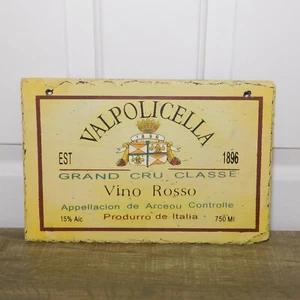 VALPOLICELLA
EST 1896
GRAND CRU CLASSE
Vino Rosso
Appellacion de Arceou Controlle
Produrro de Italia
15% Alc 750 Ml